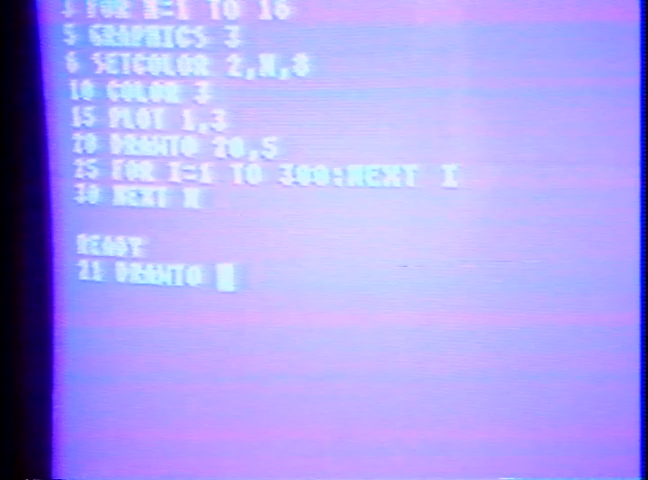 3 FOR N=1 TO 16
5 GRAPHICS 3
6 SETCOLOR 2,N,8
10 COLOR 3
15 PLOT 1,3
20 DRAWTO 20,5
25 FOR I=1 TO 300:NEXT I
30 NEXT N
READY
21 DRAWTO